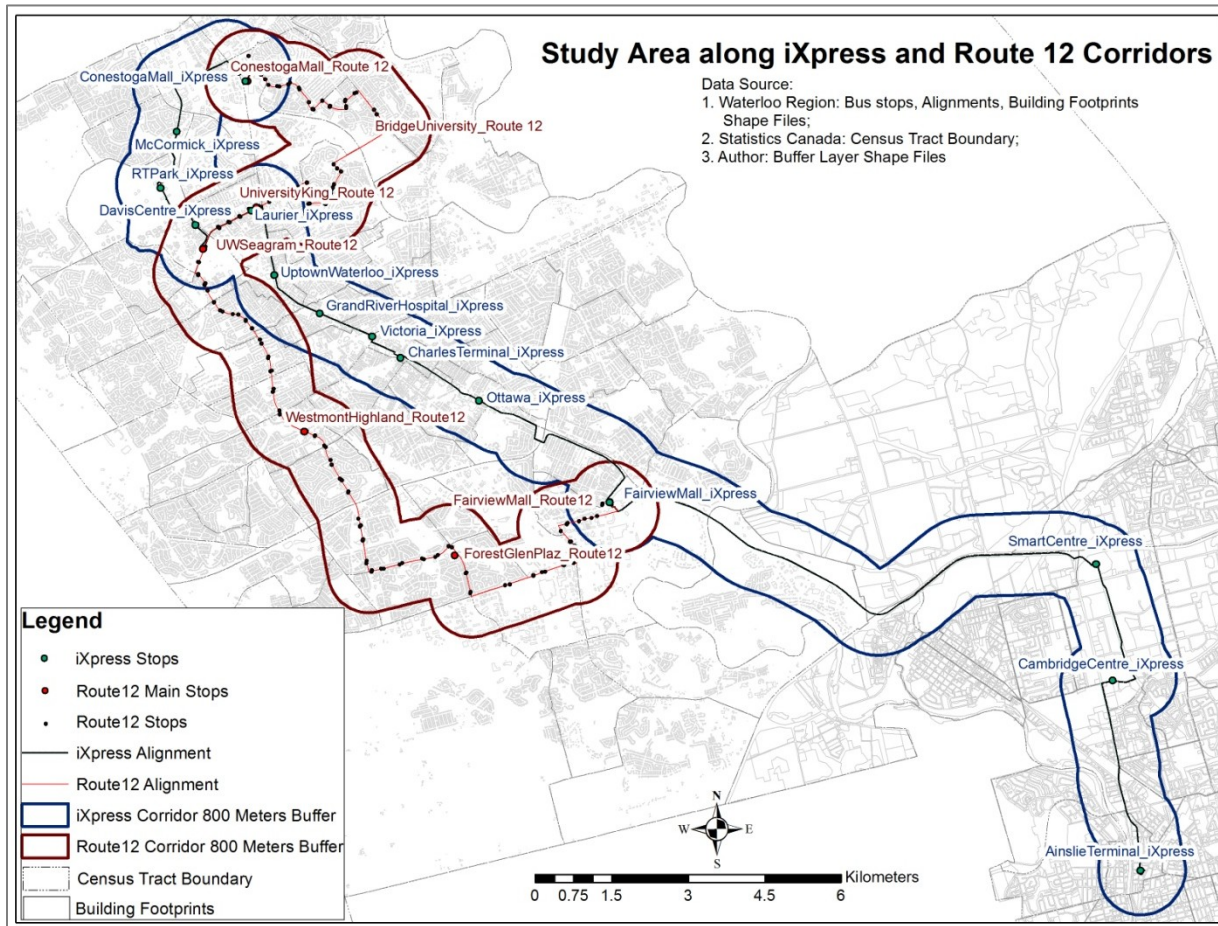 Study Area along iXpress and Route 12 Corridors
Data Source:
1. Waterloo Region: Bus stops, Alignments, Building Footprints
Shape Files;
2. Statistics Canada: Census Tract Boundary;
3. Author: Buffer Layer Shape Files
ConestogaMall_Route 12
ConestogaMall_iXpress
BridgeUniversity_Route 12
McCormick_iXpress
RTPark_iXpress
UniversityKing_Route 12
DavisCentre_iXpress
Laurier_iXpress
UWSeagram_Route12
UptownWaterloo_iXpress
GrandRiverHospital_iXpress
Victoria_iXpress
CharlesTerminal_iXpress
Ottawa_iXpress
WestmontHighland_Route12
FairviewMall_Route12
FairviewMall_iXpress
ForestGlenPlaz_Route12
SmartCentre_iXpress
CambridgeCentre_iXpress
AinslieTerminal_iXpress
Legend
iXpress Stops
Route12 Main Stops
Route12 Stops
iXpress Alignment
Route12 Alignment
iXpress Corridor 800 Meters Buffer
Route12 Corridor 800 Meters Buffer
Census Tract Boundary
Building Footprints
N
W
E
S
Kilometers
0 0.75 1.5 3 4.5 6